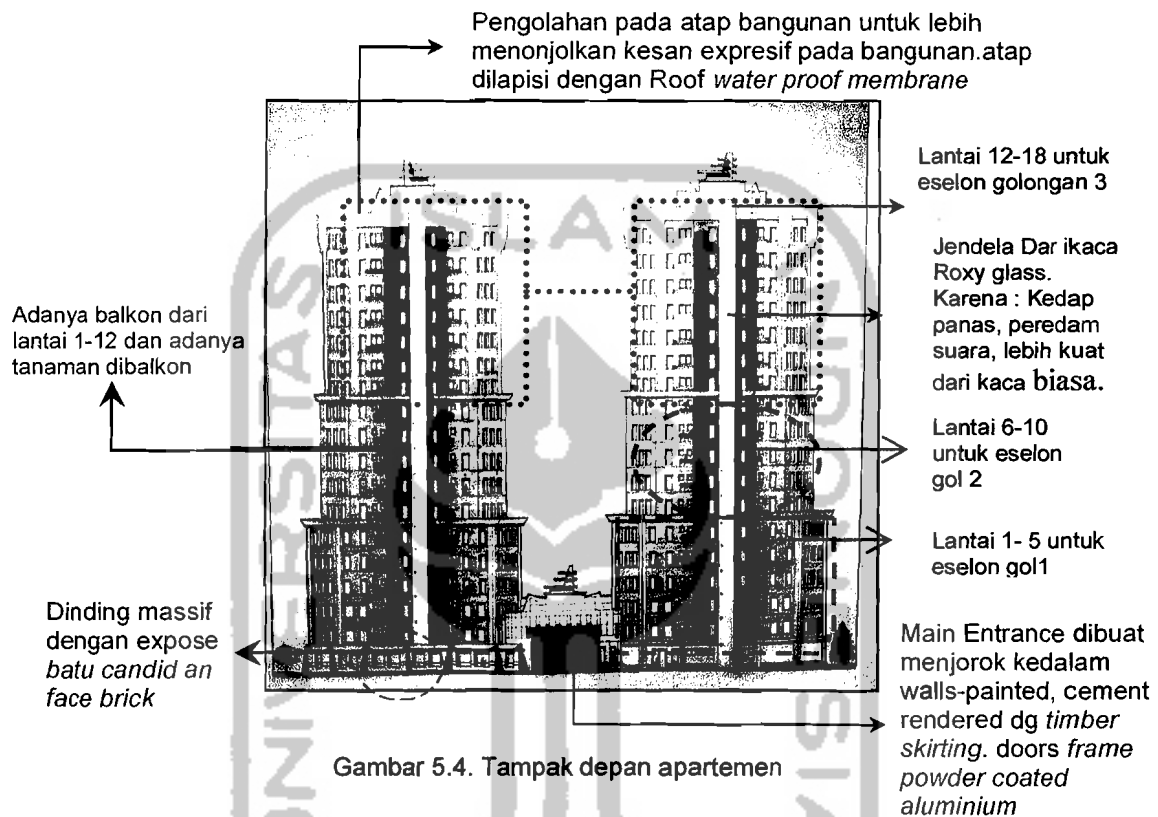 Pengolahan pada atap bangunan untuk lebih
menonjolkan kesan expresif pada bangunan.atap
dilapisi dengan Roof water proof membrane
Lantai 12-18 untuk
eselon golongan 3
Jendela Dar ikaca
Roxy glass.
Karena : Kedap
panas, peredam
suara, lebih kuat
dari kaca biasa.
Adanya balkon dari
lantai 1-12 dan adanya
tanaman dibalkon
Lantai 6-10
untuk eselon
gol 2
Lantai 1- 5 untuk
eselon gol1
Dinding massif
dengan expose
batu candid an
face brick
Main Entrance dibuat
menjorok kedalam
walls-painted, cement
rendered dg timber
skirting. doors frame
powder coated
aluminium
Gambar 5.4. Tampak depan apartemen
ISLAM
UNIVERSITAS